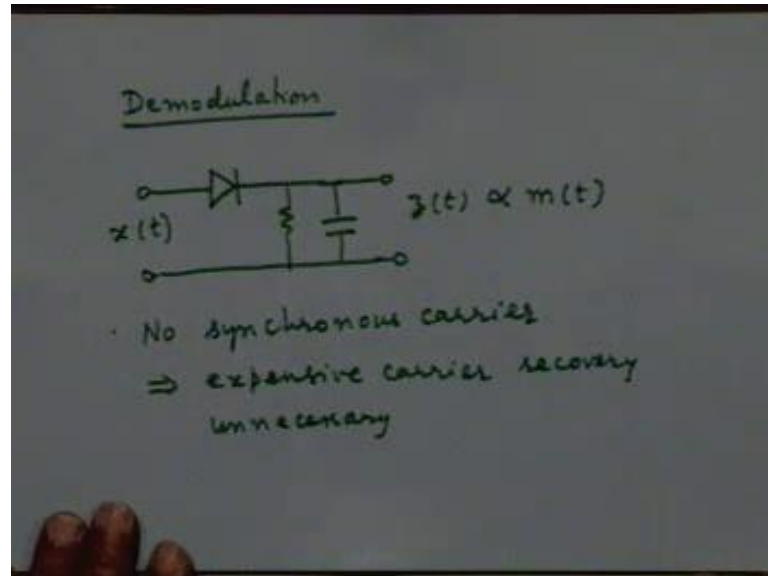 Demodulation
x(t)
z(t) ∝ m(t)
· No synchronous carrier
⇒ expensive carrier recovery
unnecessary